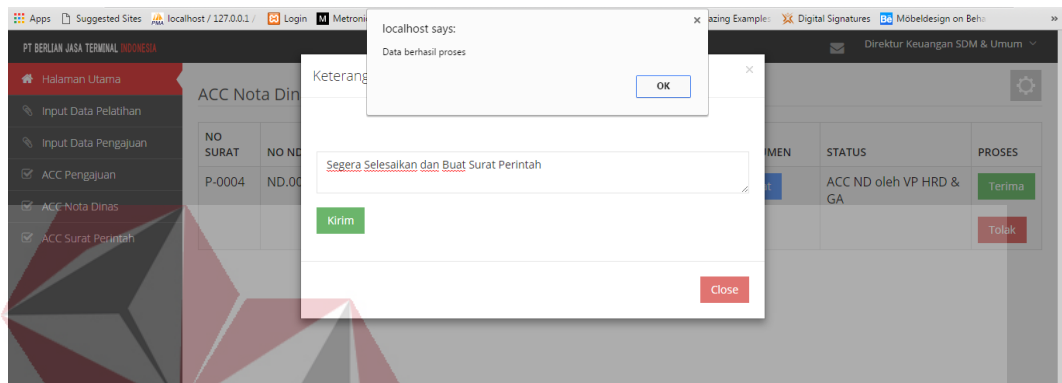 Apps Suggested Sites localhost / 127.0.0.1 / Login Metroni azing Examples Digital Signatures Möbeldesign on Beh »
PT BERLIAN JASA TERMINAL INDONESIA
Direktur Keuangan SDM & Umum
localhost says:
Data berhasil proses
OK
Halaman Utama
Input Data Pelatihan
Input Data Pengajuan
ACC Pengajuan
ACC Nota Dinas
ACC Surat Perintah
ACC Nota Din
Keterang
NO SURAT NO ND MEN STATUS PROSES
P-0004 ND.00 at ACC ND oleh VP HRD & GA Terima
Tolak
Segera Selesaikan dan Buat Surat Perintah
Kirim
Close